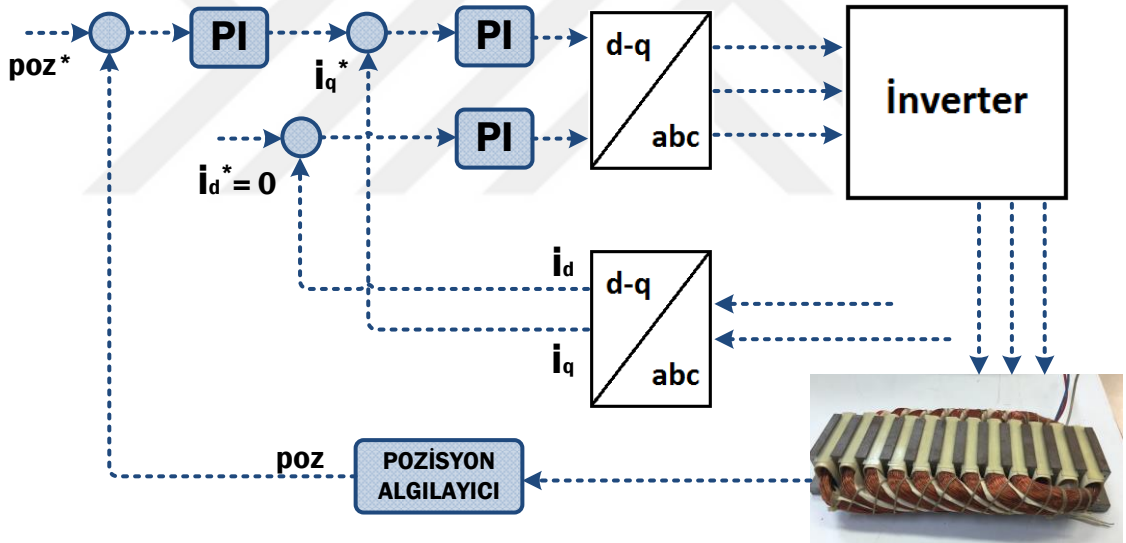 PI
PI
d-q
abc
İnverter
poz*
iq*
PI
id* = 0
id
iq
d-q
abc
poz
POZİSYON
ALGILAYICI